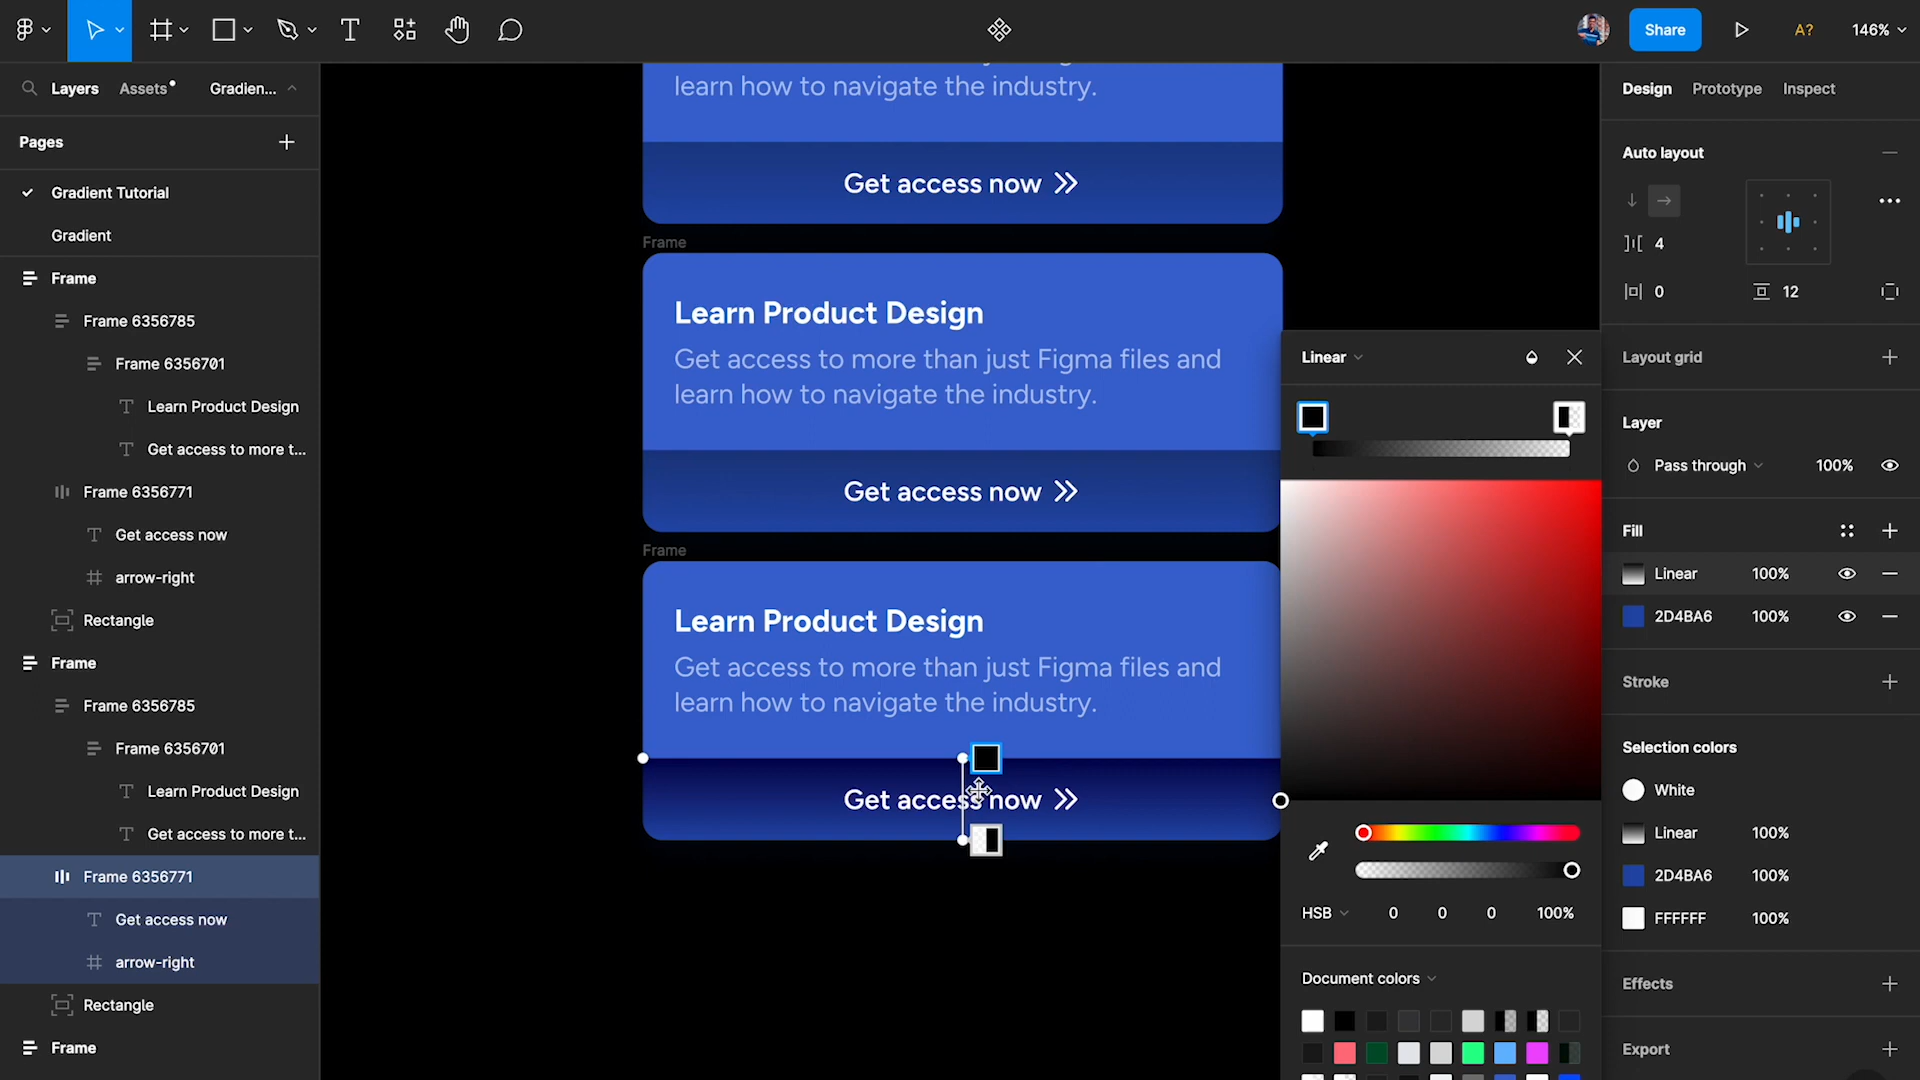 Share
A?
146%
Layers
Assets
Gradien...
Pages
Gradient Tutorial
Gradient
Frame
Frame 6356785
Frame 6356701
Learn Product Design
Get access to more t...
Frame 6356771
Get access now
arrow-right
Rectangle
Frame
Frame 6356785
Frame 6356701
Learn Product Design
Get access to more t...
Frame 6356771
Get access now
arrow-right
Rectangle
Frame
learn how to navigate the industry.
Get access now
Frame
Learn Product Design
Get access to more than just Figma files and
learn how to navigate the industry.
Get access now
Frame
Learn Product Design
Get access to more than just Figma files and
learn how to navigate the industry.
Get access now
Linear
HSB 0 0 0 100%
Document colors
Design Prototype Inspect
Auto layout
4
0 12
Layout grid
Layer
Pass through 100%
Fill
Linear 100%
2D4BA6 100%
Stroke
Selection colors
White
Linear 100%
2D4BA6 100%
FFFFFF 100%
Effects
Export